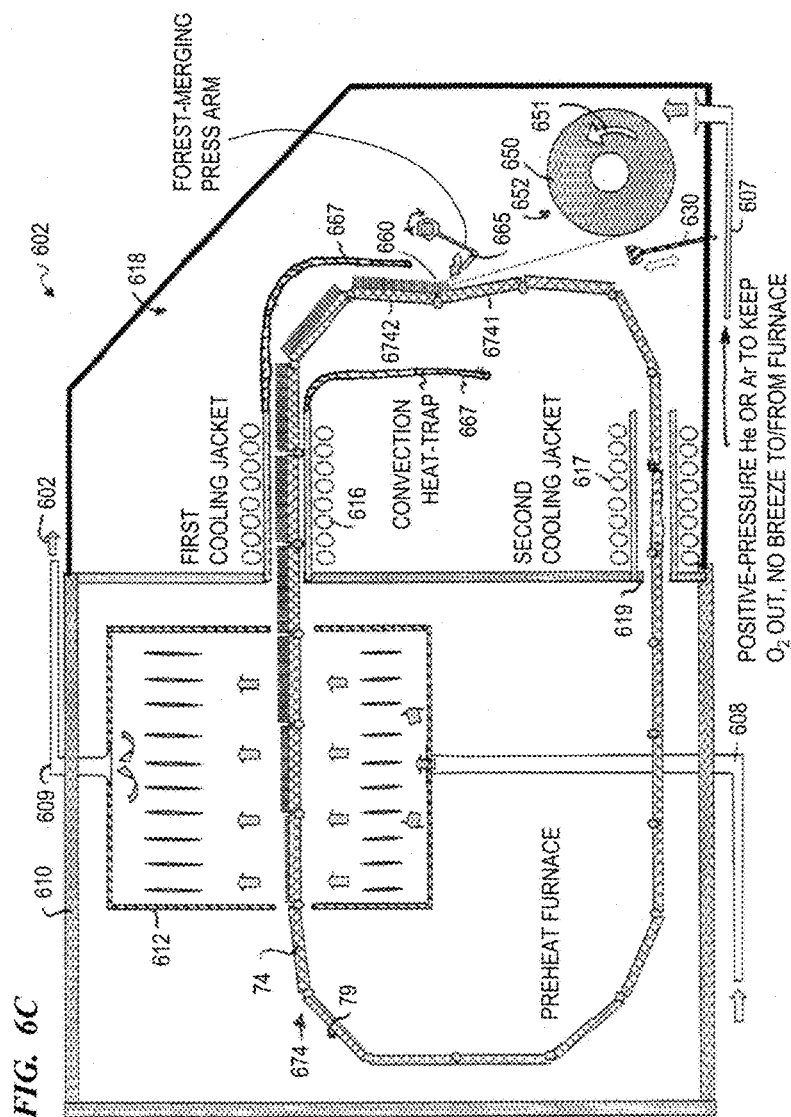 FIG. 6C
602
618
FOREST-MERGING
PRESS ARM
602
609
610
612
FIRST
COOLING JACKET
667
660
665
652
650
651
630
607
6742
6741
616
CONVECTION
HEAT-TRAP
667
SECOND
COOLING JACKET
617
619
74
79
674
PREHEAT FURNACE
608
POSITIVE-PRESSURE He OR Ar TO KEEP
O₂ OUT, NO BREEZE TO/FROM FURNACE